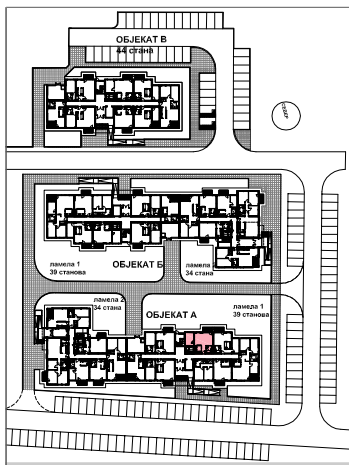 ОБЈЕКАТ В
44 стана
СЕВЕР
ламела 1
39 станова
ОБЈЕКАТ Б
ламела
34 стана
ламела 2
34 стана
ОБЈЕКАТ А
ламела 1
39 станова